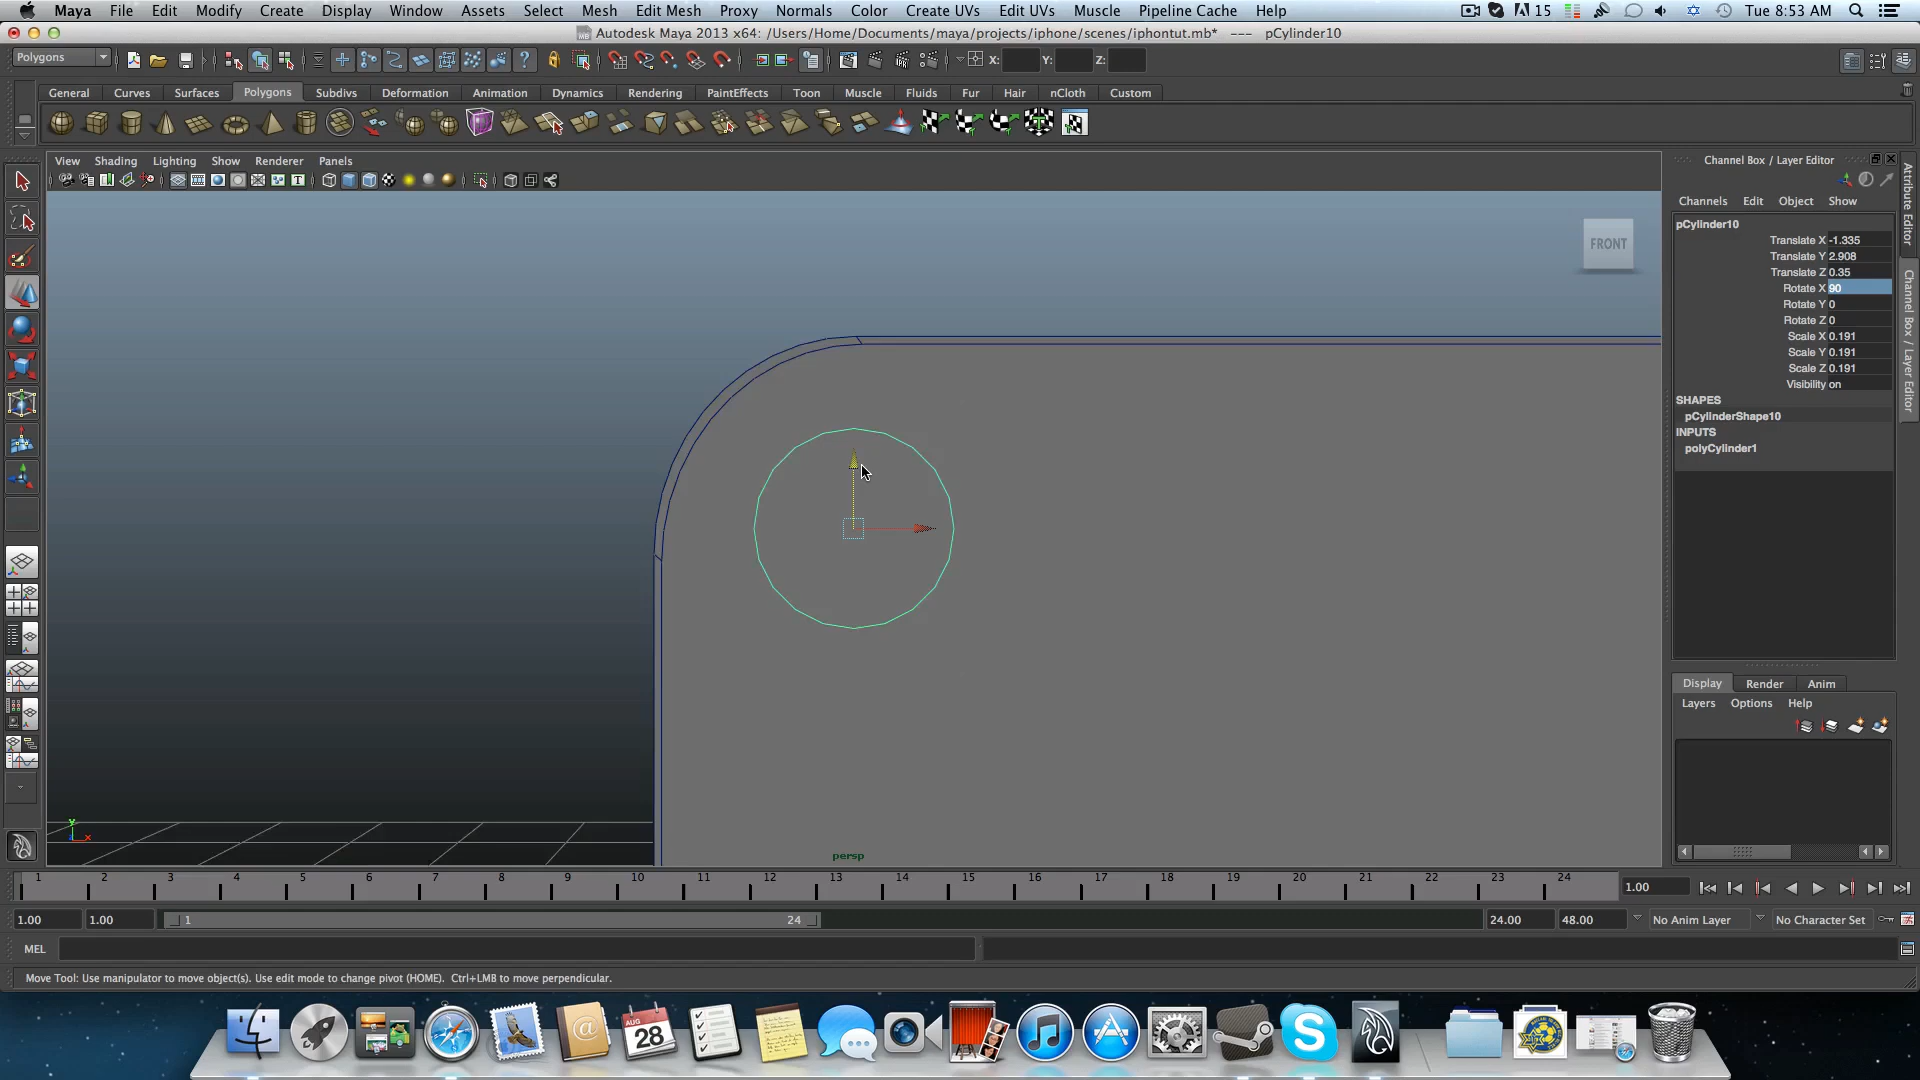 Maya File Edit Modify Create Display Window Assets Select Mesh Edit Mesh Proxy Normals Color Create UVs Edit UVs Muscle Pipeline Cache Help 15 Tue 8:53 AM
Autodesk Maya 2013 x64: /Users/Home/Documents/maya/projects/iphone/scenes/iphontut.mb* --- pCylinder10
Polygons X: Y: Z:
General Curves Surfaces Polygons Subdivs Deformation Animation Dynamics Rendering PaintEffects Toon Muscle Fluids Fur Hair nCloth Custom
View Shading Lighting Show Renderer Panels
Channel Box / Layer Editor
Channels Edit Object Show
FRONT
pCylinder10
Translate X -1.335
Translate Y 2.908
Translate Z 0.35
Rotate X 90
Rotate Y 0
Rotate Z 0
Scale X 0.191
Scale Y 0.191
Scale Z 0.191
Visibility on
SHAPES
pCylinderShape10
INPUTS
polyCylinder1
Attribute Editor
Channel Box / Layer Editor
Display Render Anim
Layers Options Help
y
x
persp
1 2 3 4 5 6 7 8 9 10 11 12 13 14 15 16 17 18 19 20 21 22 23 24 1.00
1.00 1.00 1 24 24.00 48.00 No Anim Layer No Character Set
MEL
Move Tool: Use manipulator to move object(s). Use edit mode to change pivot (HOME). Ctrl+LMB to move perpendicular.
AUG
28